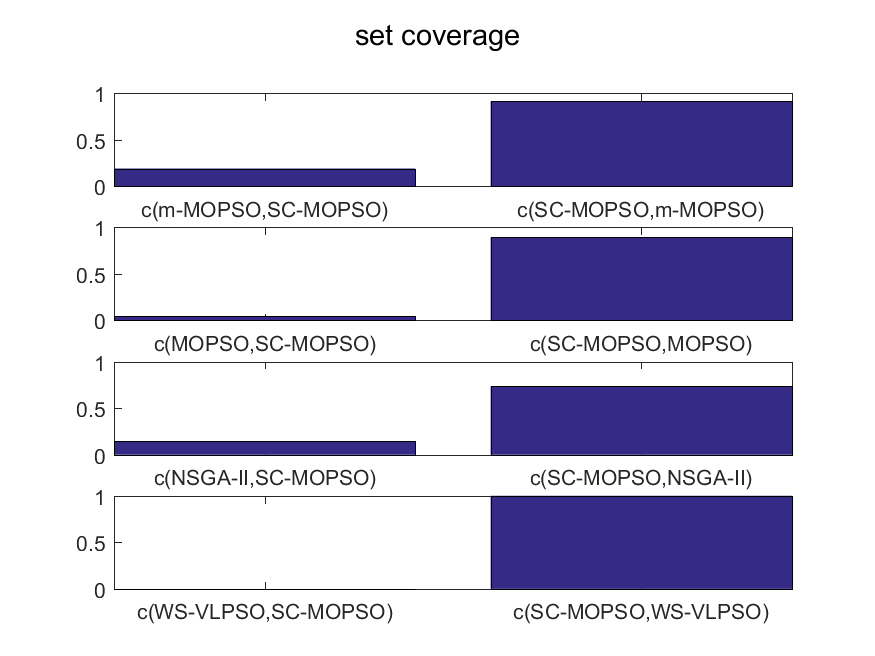 set coverage
1
0.5
0
c(m-MOPSO,SC-MOPSO) c(SC-MOPSO,m-MOPSO)
1
0.5
0
c(MOPSO,SC-MOPSO) c(SC-MOPSO,MOPSO)
1
0.5
0
c(NSGA-II,SC-MOPSO) c(SC-MOPSO,NSGA-II)
1
0.5
0
c(WS-VLPSO,SC-MOPSO) c(SC-MOPSO,WS-VLPSO)